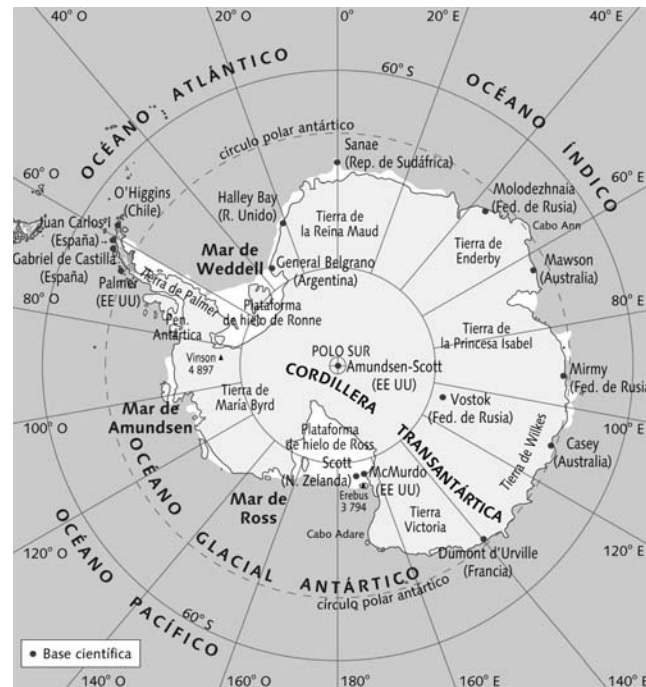 40° O
20° O
0°
20° E
40° E
60° S
OCÉANO ATLÁNTICO
OCÉANO ÍNDICO
círculo polar antártico
Sanae
(Rep. de Sudáfrica)
60° O
60° E
O'Higgins
(Chile)
Halley Bay
(R. Unido)
Tierra de
la Reina Maud
Molodezhnaia
(Fed. de Rusia)
Cabo Ann
Juan Carlos I
(España)
Gabriel de Castilla
(España)
Mar de
Weddell
General Belgrano
(Argentina)
Tierra de
Enderby
Mawson
(Australia)
Palmer
(EE UU)
Tierra de Palmer
80° O
80° E
Plataforma
de hielo de Ronne
Pen.
Antártica
Tierra de
la Princesa Isabel
Vinson
4 897
POLO SUR
Amundsen-Scott
(EE UU)
CORDILLERA
TRANSANTÁRTICA
Mirmy
(Fed. de Rusia)
Tierra de
María Byrd
Vostok
(Fed. de Rusia)
Mar de
Amundsen
100° O
100° E
Plataforma
de hielo de Ross
Tierra de Wilkes
Casey
(Australia)
Scott
(N. Zelanda)
McMurdo
(EE UU)
Mar de
Ross
Erebus
3 794
Tierra
Victoria
Cabo Adare
Dumont d'Urville
(Francia)
OCÉANO GLACIAL ANTÁRTICO
círculo polar antártico
120° O
120° E
OCÉANO PACÍFICO
60° S
Base científica
140° O
160° O
180°
160° E
140° E